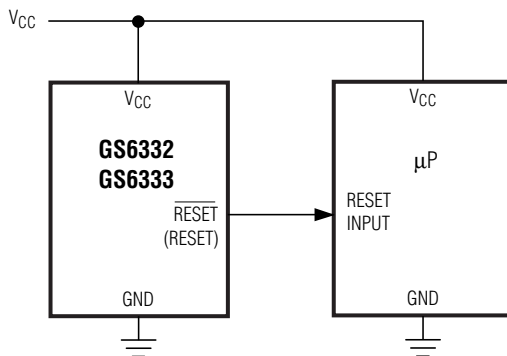 VCC
VCC
GS6332
GS6333
RESET
(RESET)
GND
VCC
μP
RESET
INPUT
GND